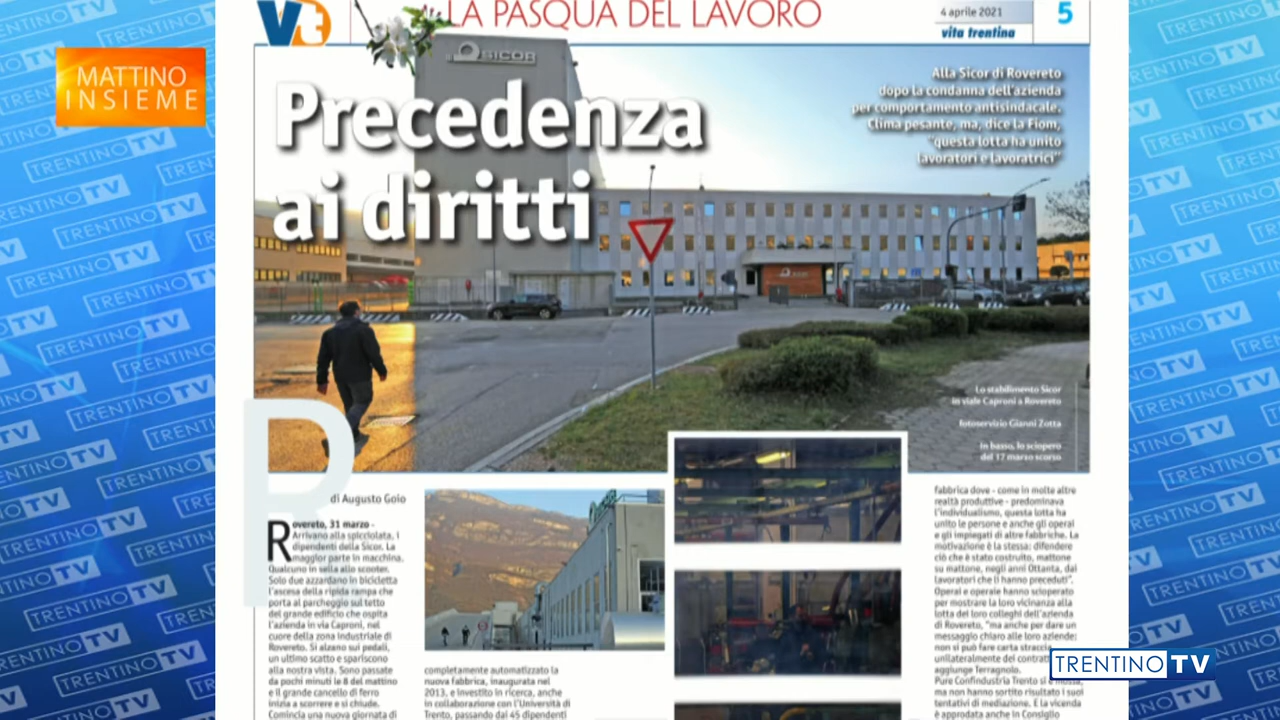 MATTINO
INSIEME
Vt
LA PASQUA DEL LAVORO
4 aprile 2021
vita trentina
5
SICOR
Precedenza
ai diritti
Alla Sicor di Rovereto
dopo la condanna dell'azienda
per comportamento antisindacale.
Clima pesante, ma, dice la Fiom,
"questa lotta ha unito
lavoratori e lavoratrici"
Lo stabilimento Sicor
in viale Caproni a Rovereto
fotoservizio Gianni Zotta
in basso, lo sciopero
del 17 marzo scorso
di Augusto Goio
Rovereto, 31 marzo -
Arrivano alla spicciolata, i
dipendenti della Sicor. La
maggior parte in macchina.
Qualcuno in sella allo scooter.
Solo due azzardano in bicicletta
l'ascesa della ripida rampa che
porta al parcheggio sul tetto
del grande edificio che ospita
l'azienda in via Caproni, nel
cuore della zona industriale di
Rovereto. Si alzano sui pedali,
un ultimo scatto e spariscono
alla nostra vista. Sono passate
da pochi minuti le 8 del mattino
e il grande cancello di ferro
inizia a scorrere e si chiude.
Comincia una nuova giornata di
completamente automatizzato la
nuova fabbrica, inaugurata nel
2013, e investito in ricerca, anche
in collaborazione con l'Università di
Trento, passando dai 45 dipendenti
fabbrica dove - come in molte altre
realtà produttive - predominava
l'individualismo, questa lotta ha
unito le persone e anche gli operai
e gli impiegati di altre fabbriche. La
motivazione è la stessa: difendere
ciò che è stato costruito, mattone
su mattone, negli anni Ottanta, dai
lavoratori che li hanno preceduti".
Operai e operaie hanno scioperato
per mostrare la loro vicinanza alla
lotta dei loro colleghi dell'azienda
di Rovereto, "ma anche per dare un
messaggio chiaro alle loro aziende:
non si può fare carta straccia
unilateralmente dei contratt
aggiunge Terragnolo.
Pure Confindustria Trento si è mossa,
ma non hanno sortito risultato i suoi
tentativi di mediazione. E la vicenda
è approdata anche in Consiglio
TRENTINO TV